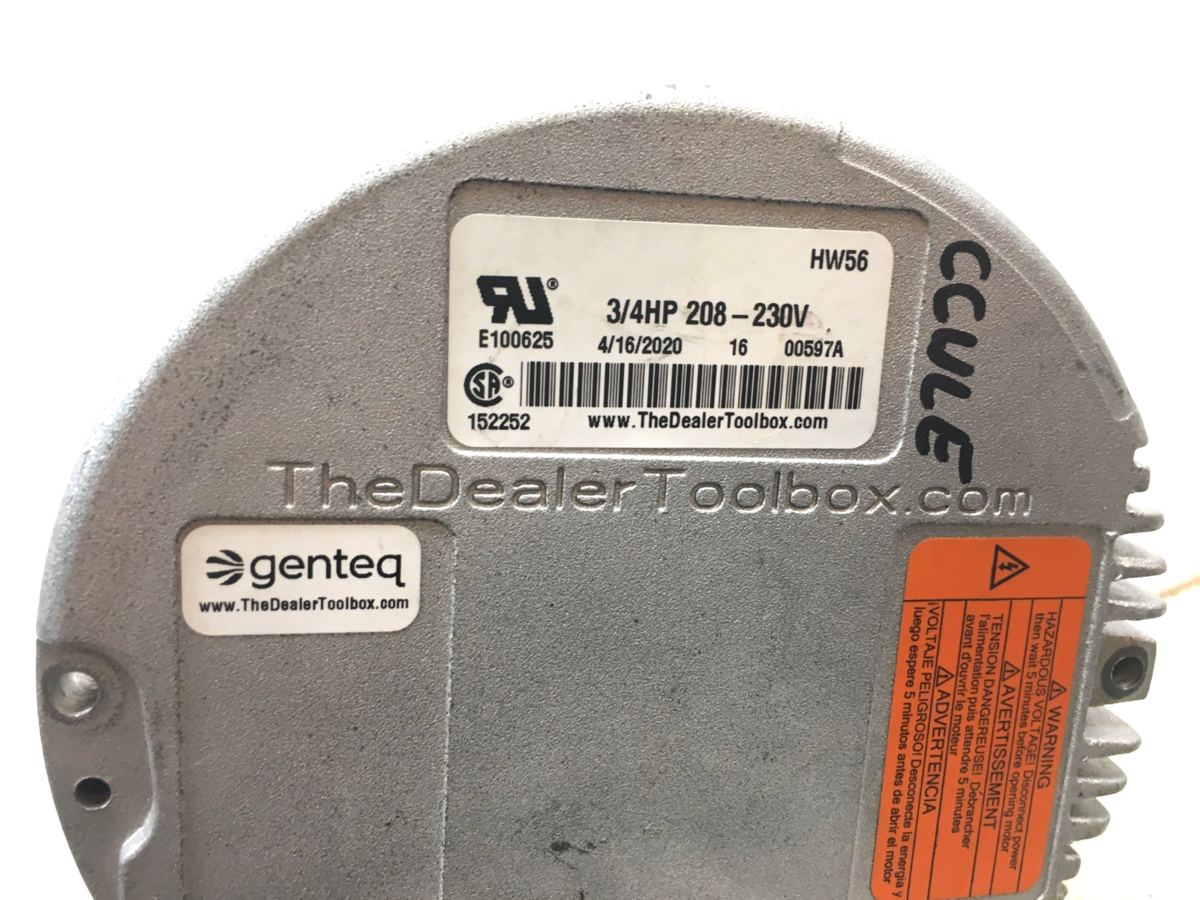 HW56
3/4HP 208 – 230V
E100625
4/16/2020 16 00597A
SA®
152252
www.TheDealerToolbox.com
CCULE
TheDealerToolbox.com
genteq
www.TheDealerToolbox.com
⚠ WARNING
HAZARDOUS VOLTAGE! Disconnect power
then wait 5 minutes before opening motor
⚠ AVERTISSEMENT
TENSION DANGEREUSE! Débrancher
l'alimentation puis attendre 5 minutes
avant d'ouvrir le moteur
⚠ ADVERTENCIA
¡VOLTAJE PELIGROSO! Desconecte la energia y
luego espere 5 minutos antes de abrir el motor